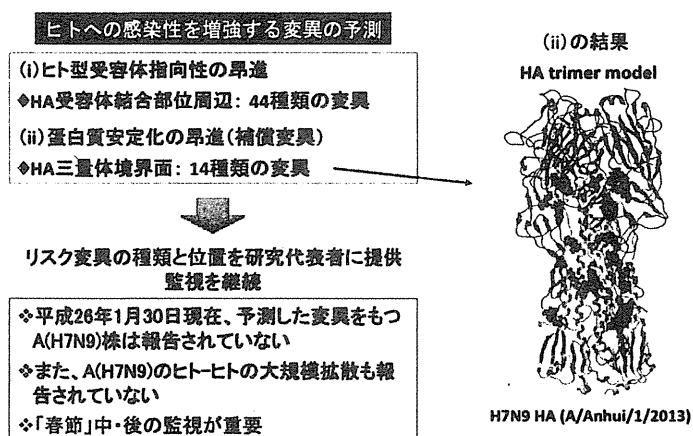 ヒトへの感染性を増強する変異の予測
(i)ヒト型受容体指向性の昂進
◆HA受容体結合部位周辺: 44種類の変異
(ii)蛋白質安定化の昂進(補償変異)
◆HA三量体境界面: 14種類の変異
リスク変異の種類と位置を研究代表者に提供
監視を継続
❖平成26年1月30日現在、予測した変異をもつ
A(H7N9)株は報告されていない
❖また、A(H7N9)のヒトーヒトの大規模拡散も報
告されていない
❖「春節」中・後の監視が重要
(ii)の結果
HA trimer model
H7N9 HA (A/Anhui/1/2013)